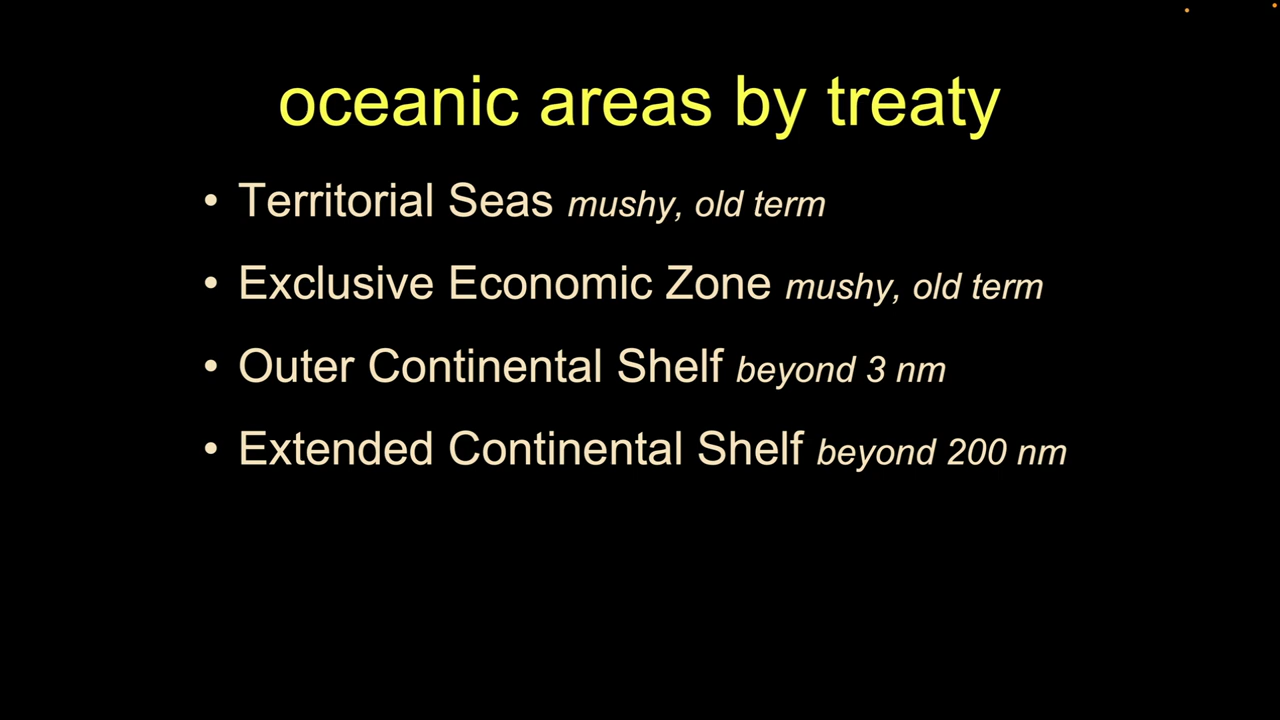 oceanic areas by treaty
• Territorial Seas mushy, old term
• Exclusive Economic Zone mushy, old term
• Outer Continental Shelf beyond 3 nm
• Extended Continental Shelf beyond 200 nm